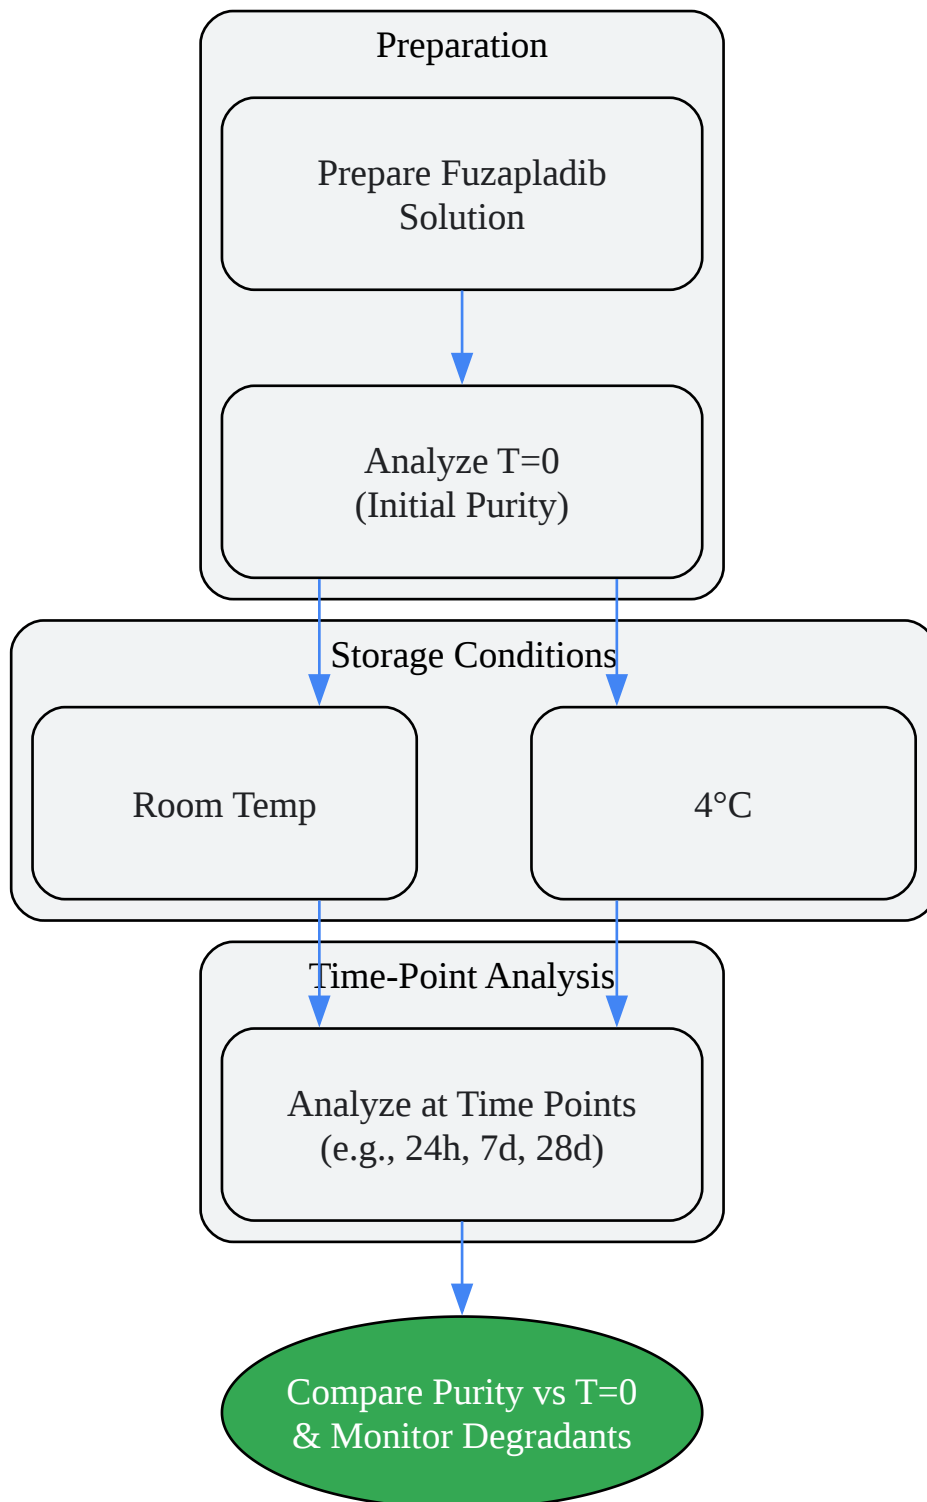 Preparation
Prepare Fuzapladib
Solution
Analyze T=0
(Initial Purity)
Storage Conditions
Room Temp
4°C
Time-Point Analysis
Analyze at Time Points
(e.g., 24h, 7d, 28d)
Compare Purity vs T=0
& Monitor Degradants